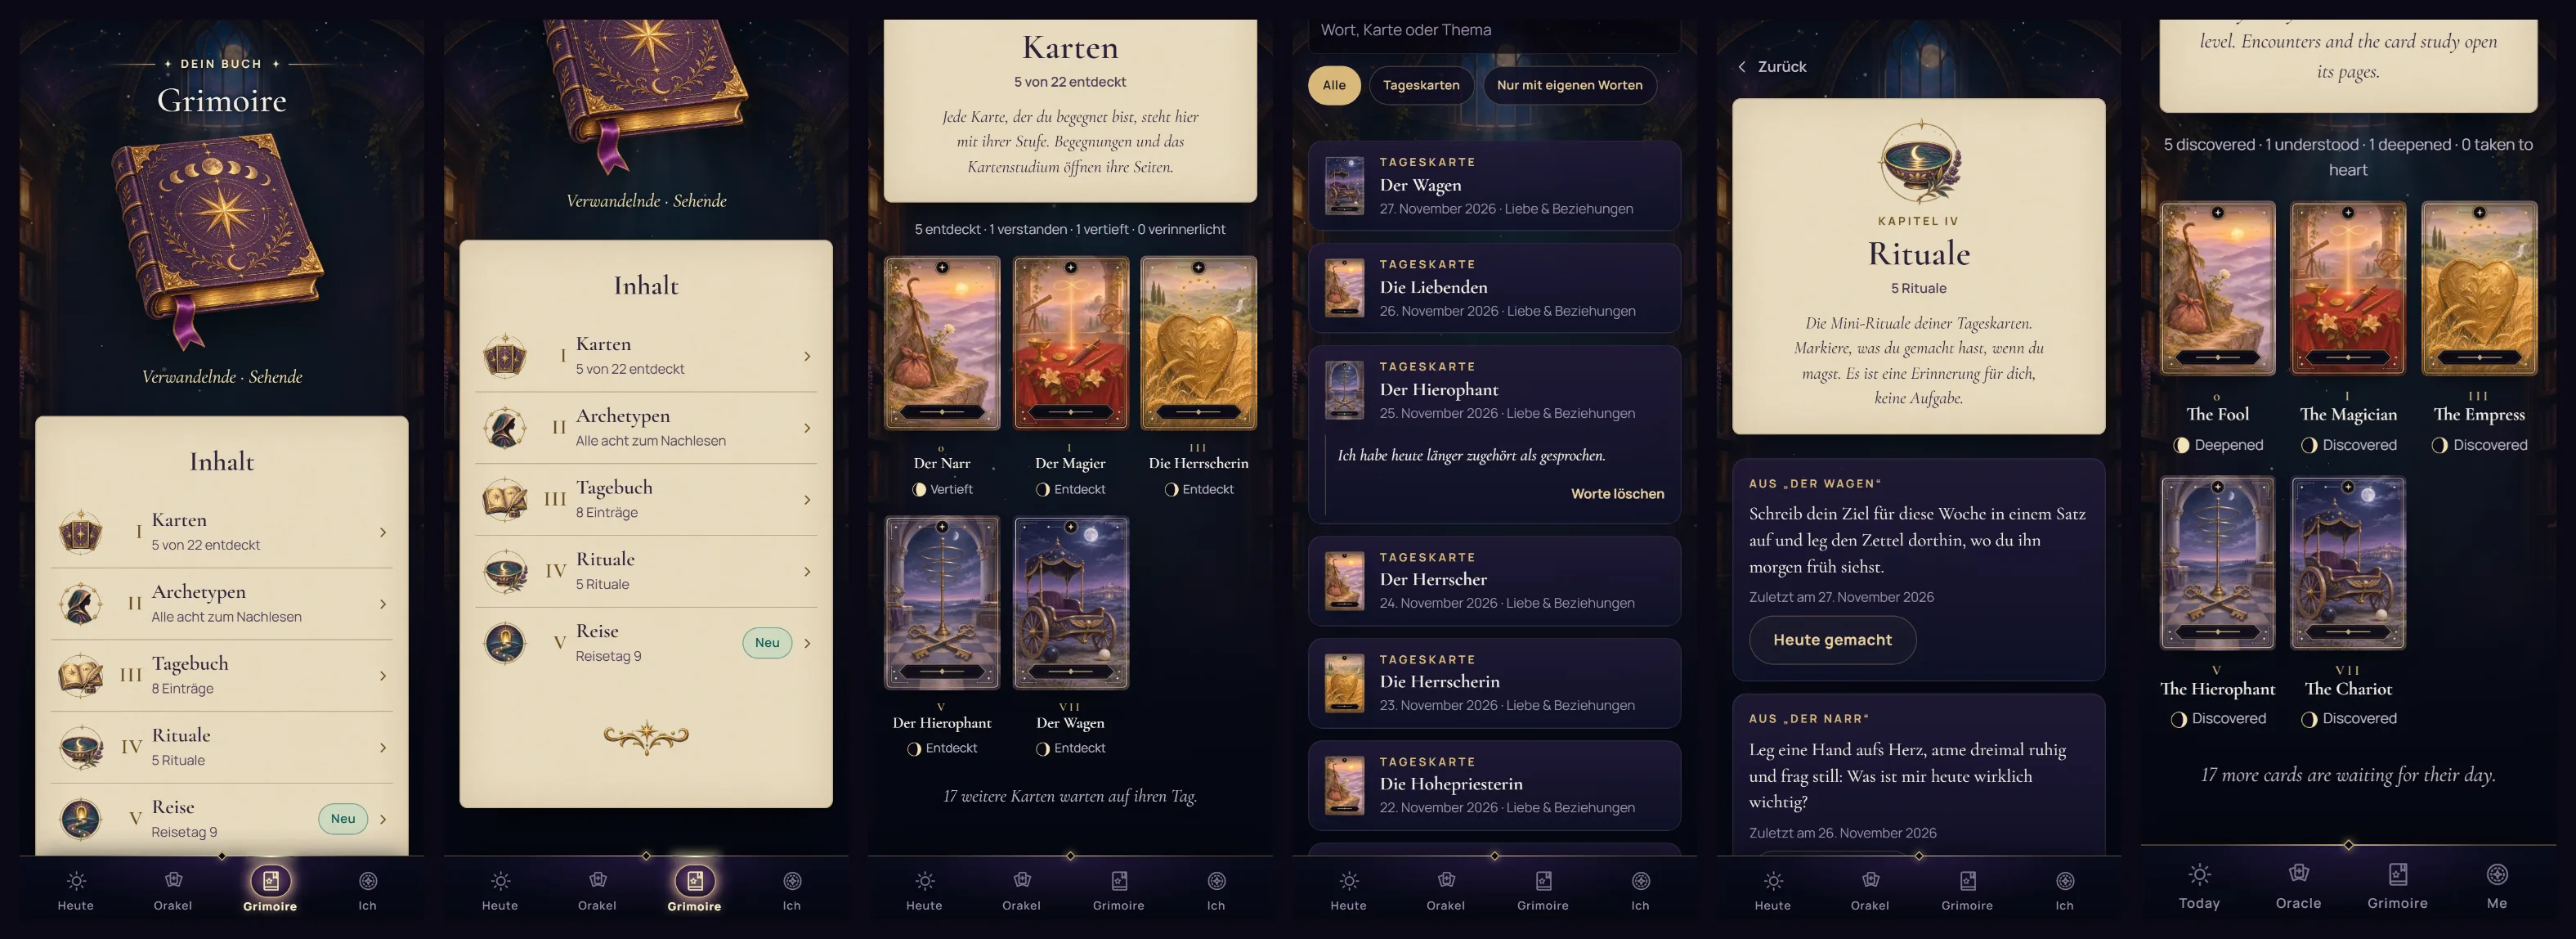 DEIN BUCH
Grimoire
Verwandelnde · Sehende
Inhalt
I Karten
5 von 22 entdeckt
II Archetypen
Alle acht zum Nachlesen
III Tagebuch
8 Einträge
IV Rituale
5 Rituale
V Reise
Reisetag 9
Neu
Heute
Orakel
Grimoire
Ich
Verwandelnde · Sehende
Inhalt
I Karten
5 von 22 entdeckt
II Archetypen
Alle acht zum Nachlesen
III Tagebuch
8 Einträge
IV Rituale
5 Rituale
V Reise
Reisetag 9
Neu
Heute
Orakel
Grimoire
Ich
Karten
5 von 22 entdeckt
Jede Karte, der du begegnet bist, steht hier
mit ihrer Stufe. Begegnungen und das
Kartenstudium öffnen ihre Seiten.
5 entdeckt · 1 verstanden · 1 vertieft · 0 verinnerlicht
0
Der Narr
Vertieft
I
Der Magier
Entdeckt
III
Die Herrscherin
Entdeckt
V
Der Hierophant
Entdeckt
VII
Der Wagen
Entdeckt
17 weitere Karten warten auf ihren Tag.
Heute
Orakel
Grimoire
Ich
Wort, Karte oder Thema
Alle
Tageskarten
Nur mit eigenen Worten
TAGESKARTE
Der Wagen
27. November 2026 · Liebe & Beziehungen
TAGESKARTE
Die Liebenden
26. November 2026 · Liebe & Beziehungen
TAGESKARTE
Der Hierophant
25. November 2026 · Liebe & Beziehungen
Ich habe heute länger zugehört als gesprochen.
Worte löschen
TAGESKARTE
Der Herrscher
24. November 2026 · Liebe & Beziehungen
TAGESKARTE
Die Herrscherin
23. November 2026 · Liebe & Beziehungen
TAGESKARTE
Die Hohepriesterin
22. November 2026 · Liebe & Beziehungen
Heute
Orakel
Grimoire
Ich
Zurück
KAPITEL IV
Rituale
5 Rituale
Die Mini-Rituale deiner Tageskarten.
Markiere, was du gemacht hast, wenn du
magst. Es ist eine Erinnerung für dich,
keine Aufgabe.
AUS „DER WAGEN“
Schreib dein Ziel für diese Woche in einem Satz
auf und leg den Zettel dorthin, wo du ihn
morgen früh siehst.
Zuletzt am 27. November 2026
Heute gemacht
AUS „DER NARR“
Leg eine Hand aufs Herz, atme dreimal ruhig
und frag still: Was ist mir heute wirklich
wichtig?
Zuletzt am 26. November 2026
Heute
Orakel
Grimoire
Ich
level. Encounters and the card study open
its pages.
5 discovered · 1 understood · 1 deepened · 0 taken to
heart
0
The Fool
Deepened
I
The Magician
Discovered
III
The Empress
Discovered
V
The Hierophant
Discovered
VII
The Chariot
Discovered
17 more cards are waiting for their day.
Today
Oracle
Grimoire
Me